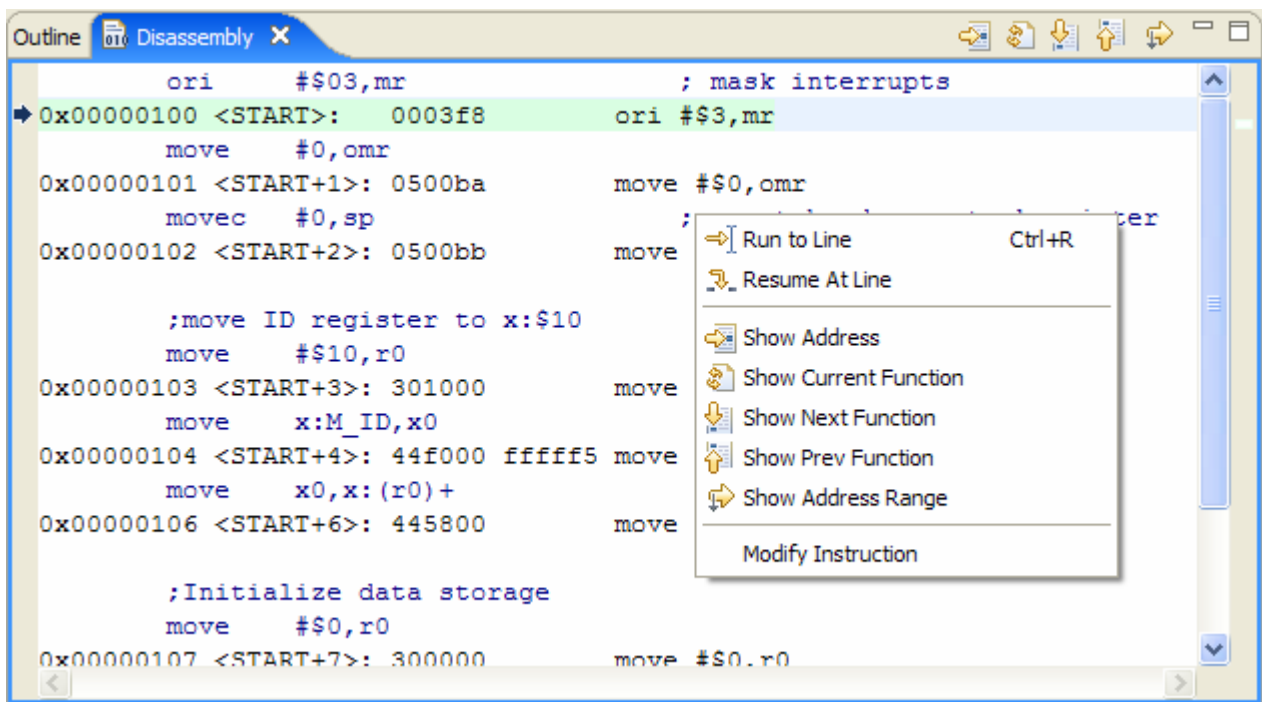 Outline Disassembly
ori #$03,mr ; mask interrupts
0x00000100 <START>: 0003f8 ori #$3,mr
move #0,omr
0x00000101 <START+1>: 0500ba move #$0,omr
movec #0,sp ;
0x00000102 <START+2>: 0500bb move
;move ID register to x:$10
move #$10,r0
0x00000103 <START+3>: 301000 move
move x:M_ID,x0
0x00000104 <START+4>: 44f000 fffff5 move
move x0,x:(r0)+
0x00000106 <START+6>: 445800 move
;Initialize data storage
move #$0,r0
0x00000107 <START+7>: 300000 move #$0,r0
Run to Line Ctrl+R
Resume At Line
Show Address
Show Current Function
Show Next Function
Show Prev Function
Show Address Range
Modify Instruction